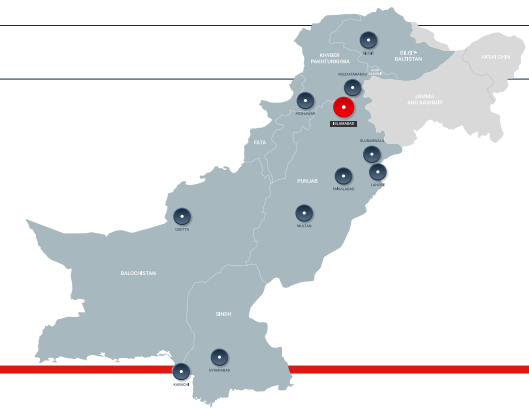 GILGIT
GILGIT-
BALTISTAN
AKSAI CHIN
KHYBER
PAKHTUNKHWA
MUZAFFARABAD
JAMMU
AND KASHMIR
PESHAWAR
ISLAMABAD
FATA
GUJRANWALA
LAHORE
FAISALABAD
PUNJAB
MULTAN
QUETTA
BALOCHISTAN
SINDH
HYDERABAD
KARACHI